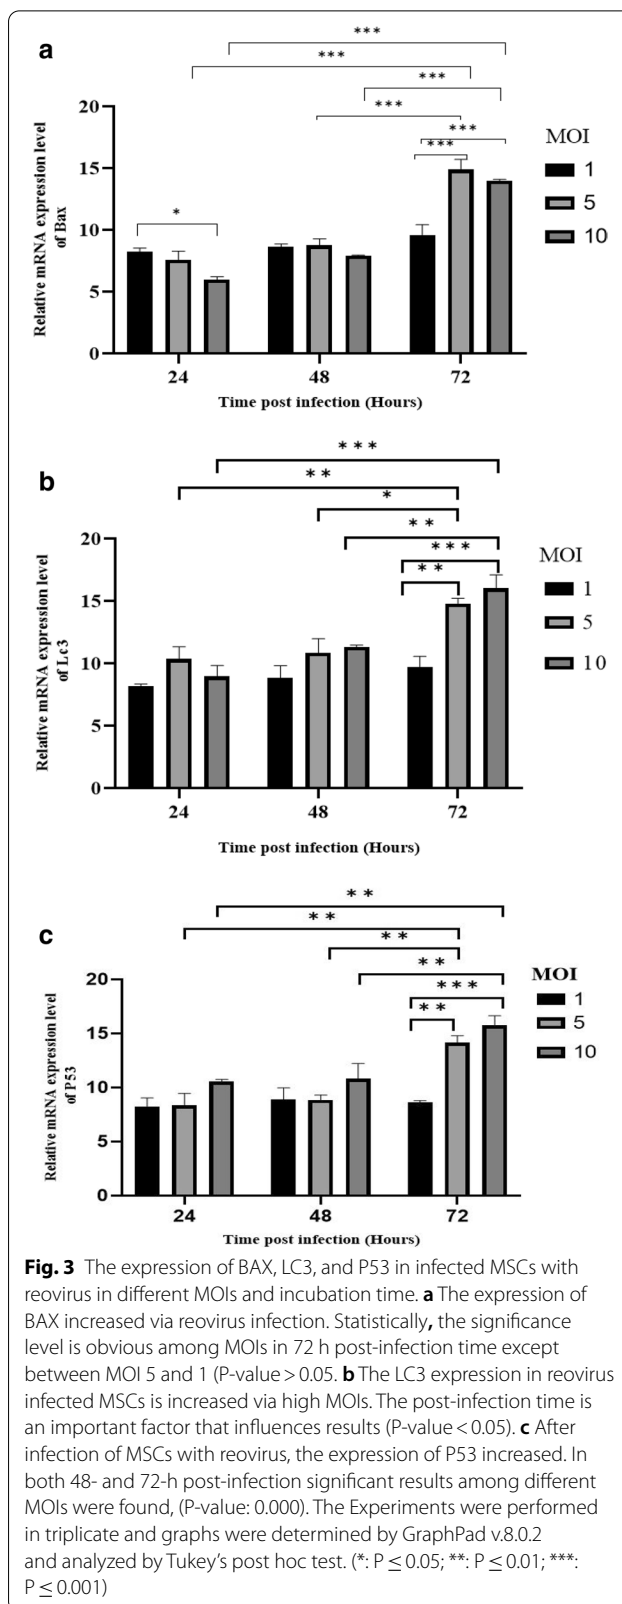 a
***
***
***
***
***
***
*
20
15
10
5
0
Relative mRNA expression level
of Bax
24
48
72
Time post infection (Hours)
MOI
1
5
10
b
***
**
*
**
***
**
20
15
10
5
0
Relative mRNA expression level
of Lc3
24
48
72
Time post infection (Hours)
MOI
1
5
10
c
**
**
**
**
***
**
20
15
10
5
0
Relative mRNA expression level
of P53
24
48
72
Time post infection (Hours)
MOI
1
5
10
Fig. 3 The expression of BAX, LC3, and P53 in infected MSCs with
reovirus in different MOIs and incubation time. a The expression of
BAX increased via reovirus infection. Statistically, the significance
level is obvious among MOIs in 72 h post-infection time except
between MOI 5 and 1 (P-value > 0.05. b The LC3 expression in reovirus
infected MSCs is increased via high MOIs. The post-infection time is
an important factor that influences results (P-value < 0.05). c After
infection of MSCs with reovirus, the expression of P53 increased. In
both 48- and 72-h post-infection significant results among different
MOIs were found, (P-value: 0.000). The Experiments were performed
in triplicate and graphs were determined by GraphPad v.8.0.2
and analyzed by Tukey's post hoc test. (*: P ≤ 0.05; **: P ≤ 0.01; ***:
P ≤ 0.001)